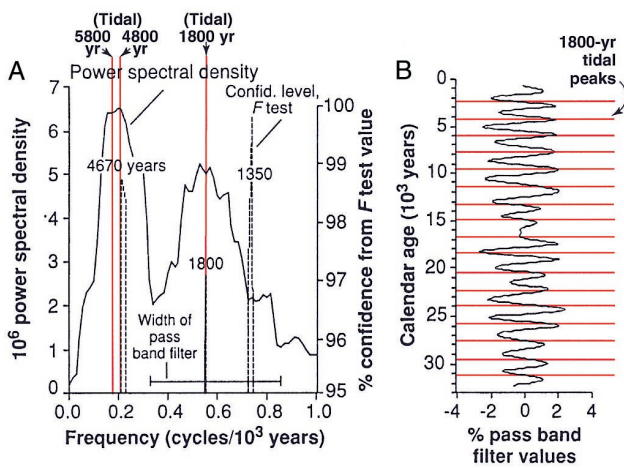 (Tidal)
5800 4800
yr yr
(Tidal)
1800 yr
A
Power spectral density
Confid. level,
F test
4670 years
1350
1800
Width of
pass
band filter
10⁶ power spectral density
7
6
5
4
3
2
1
0
% confidence from F test value
100
99
98
97
96
95
0.0 0.2 0.4 0.6 0.8 1.0
Frequency (cycles/10³ years)
B
1800-yr
tidal
peaks
Calendar age (10³ years)
0
5
10
15
20
25
30
-4 -2 0 2 4
% pass band
filter values